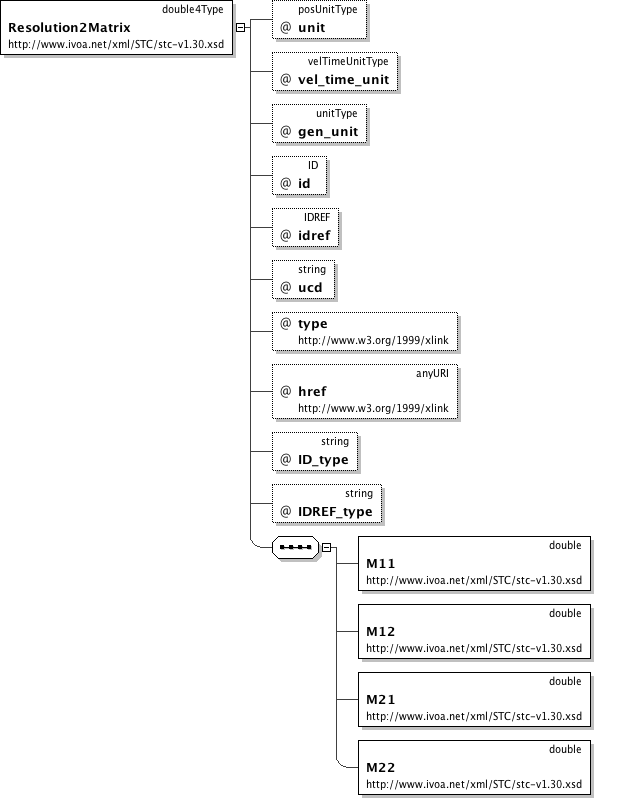 double4Type
Resolution2Matrix
http://www.ivoa.net/xml/STC/stc-v1.30.xsd
posUnitType
@ unit
velTimeUnitType
@ vel_time_unit
unitType
@ gen_unit
ID
@ id
IDREF
@ idref
string
@ ucd
@ type
http://www.w3.org/1999/xlink
anyURI
@ href
http://www.w3.org/1999/xlink
string
@ ID_type
string
@ IDREF_type
double
M11
http://www.ivoa.net/xml/STC/stc-v1.30.xsd
double
M12
http://www.ivoa.net/xml/STC/stc-v1.30.xsd
double
M21
http://www.ivoa.net/xml/STC/stc-v1.30.xsd
double
M22
http://www.ivoa.net/xml/STC/stc-v1.30.xsd